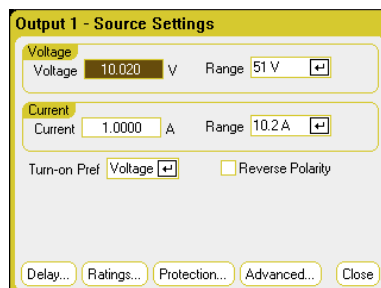 Output 1 - Source Settings
Voltage
Voltage 10.020 V Range 51 V
Current
Current 1.0000 A Range 10.2 A
Turn-on Pref Voltage Reverse Polarity
Delay... Ratings... Protection... Advanced... Close